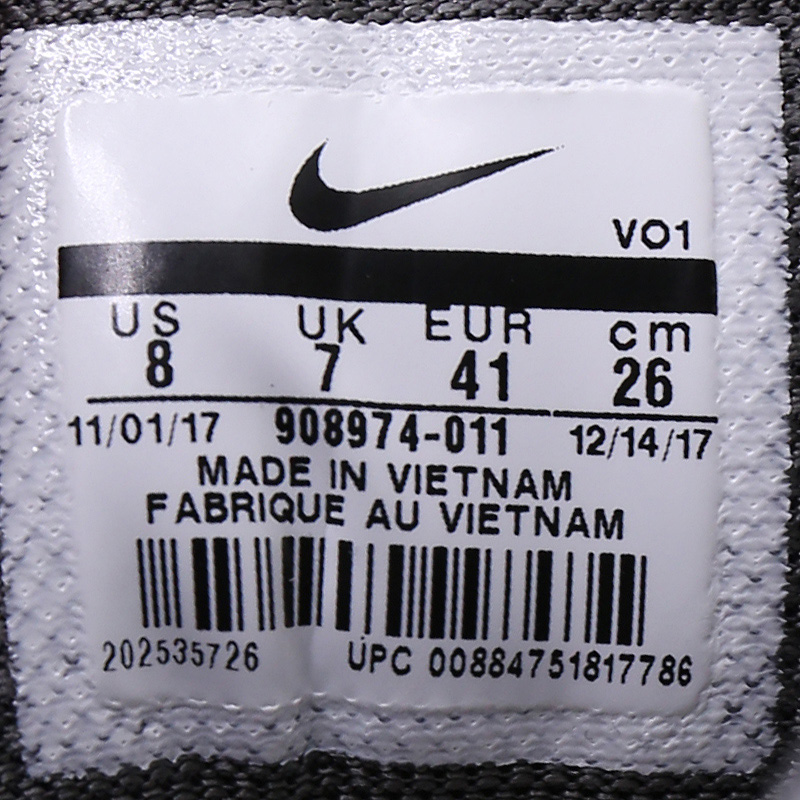 VO1
US UK EUR cm
8 7 41 26
11/01/17 908974-011 12/14/17
MADE IN VIETNAM
FABRIQUE AU VIETNAM
202535726 UPC 00884751817786